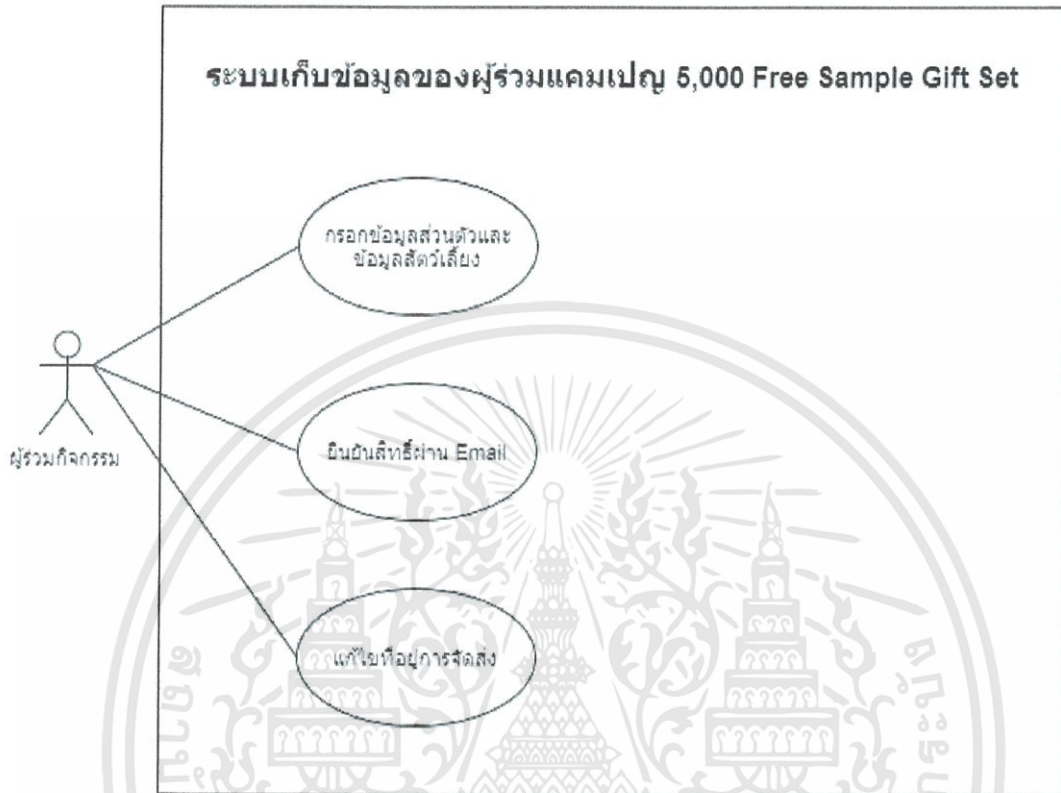 ระบบเก็บข้อมูลของผู้ร่วมแคมเปญ 5,000 Free Sample Gift Set
กรอกข้อมูลส่วนตัวและ
ข้อมูลสัตว์เลี้ยง
ผู้ร่วมกิจกรรม
ยืนยันสิทธิ์ผ่าน Email
แก้ไขที่อยู่การจัดส่ง